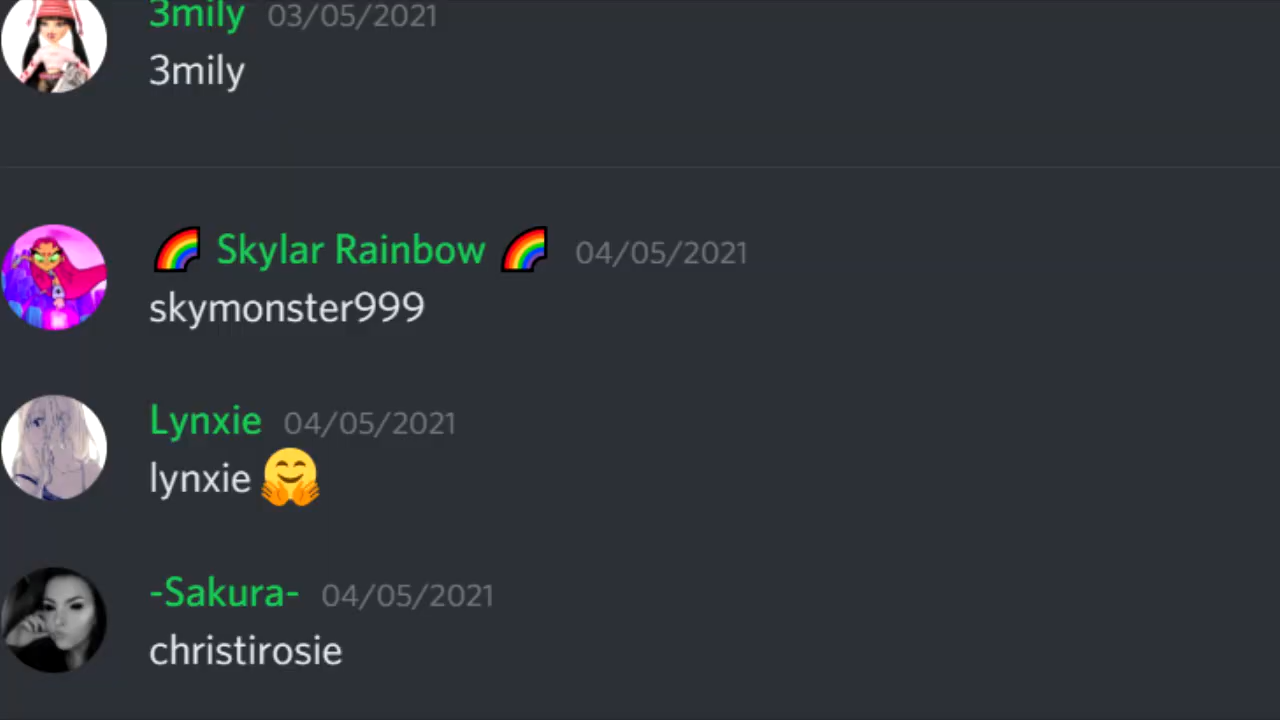 3mily 03/05/2021
3mily
🌈 Skylar Rainbow 🌈 04/05/2021
skymonster999
Lynxie 04/05/2021
lynxie 🤗
-Sakura- 04/05/2021
christirosie